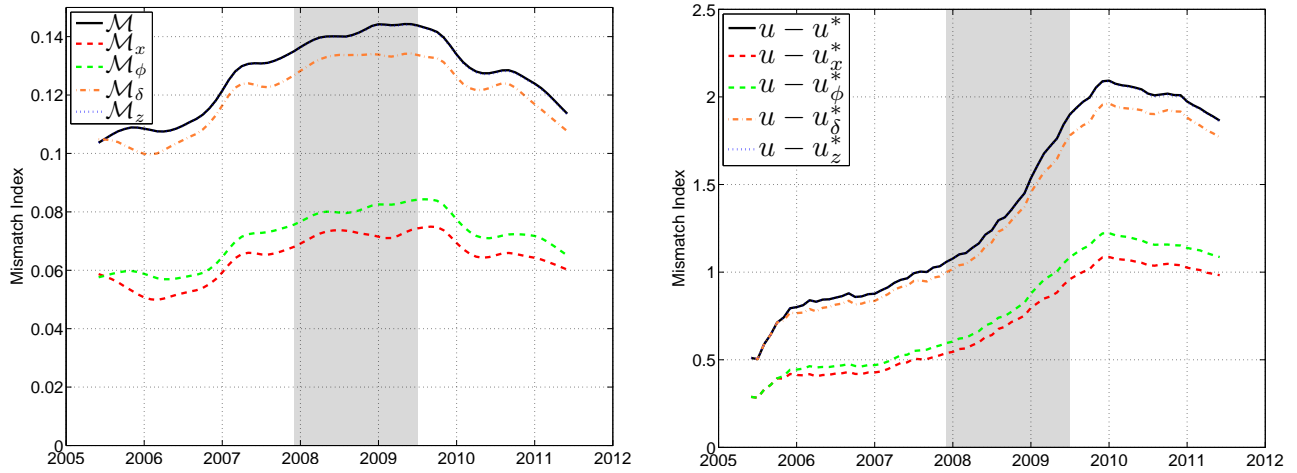 0.14
0.12
0.1
0.08
0.06
0.04
0.02
0
Mismatch Index
ℳ
ℳ_x
ℳ_ϕ
ℳ_δ
ℳ_z
2005 2006 2007 2008 2009 2010 2011 2012
2.5
2
1.5
1
0.5
0
Mismatch Index
u − u*
u − u*_x
u − u*_ϕ
u − u*_δ
u − u*_z
2005 2006 2007 2008 2009 2010 2011 2012